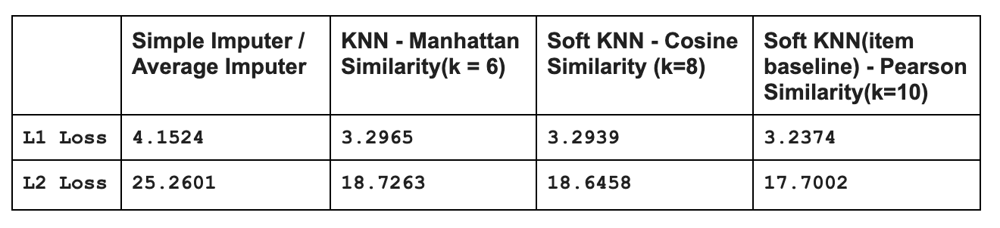 Simple Imputer /
Average Imputer
KNN - Manhattan
Similarity(k = 6)
Soft KNN - Cosine
Similarity (k=8)
Soft KNN(item
baseline) - Pearson
Similarity(k=10)
L1 Loss 4.1524 3.2965 3.2939 3.2374
L2 Loss 25.2601 18.7263 18.6458 17.7002